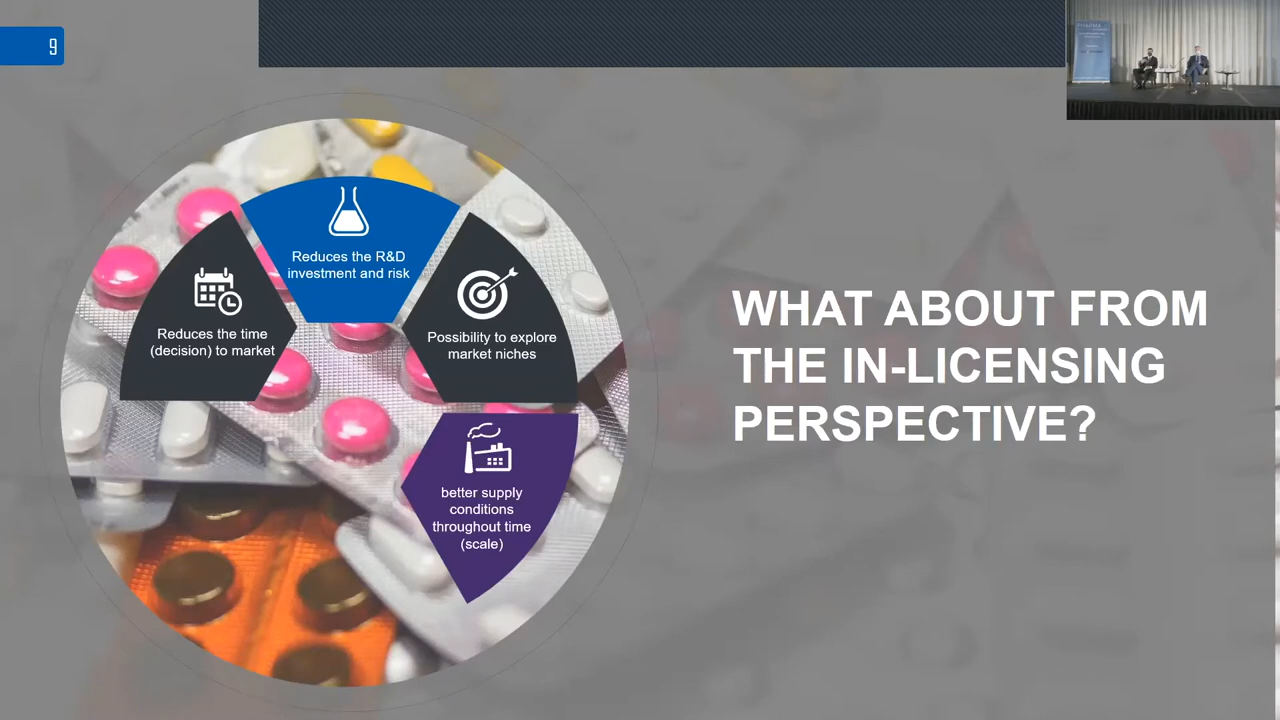 9
Reduces the R&D
investment and risk
Reduces the time
(decision) to market
Possibility to explore
market niches
better supply
conditions
throughout time
(scale)
WHAT ABOUT FROM
THE IN-LICENSING
PERSPECTIVE?